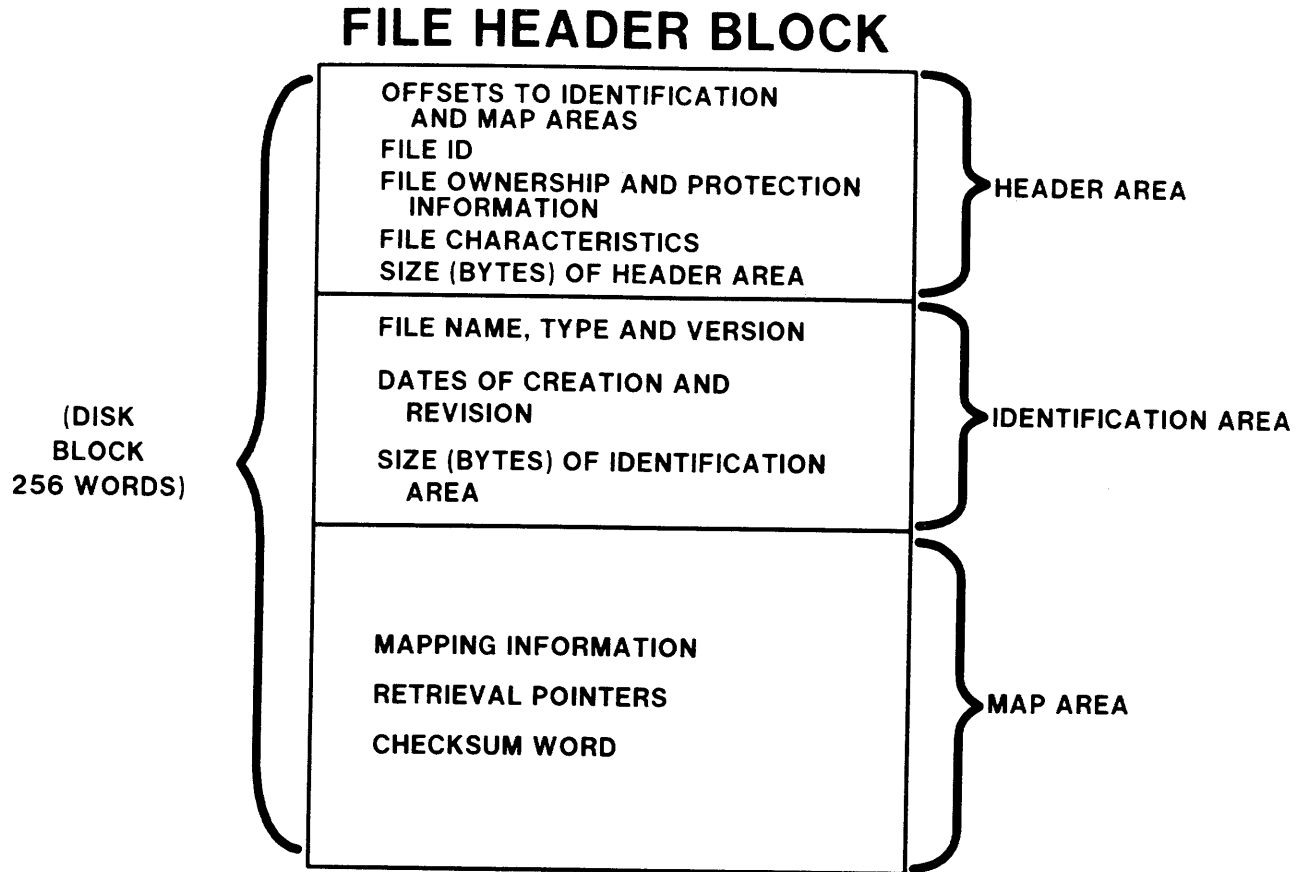 FILE HEADER BLOCK
OFFSETS TO IDENTIFICATION
AND MAP AREAS
FILE ID
FILE OWNERSHIP AND PROTECTION
INFORMATION
FILE CHARACTERISTICS
SIZE (BYTES) OF HEADER AREA
HEADER AREA
FILE NAME, TYPE AND VERSION
DATES OF CREATION AND
REVISION
SIZE (BYTES) OF IDENTIFICATION
AREA
IDENTIFICATION AREA
(DISK
BLOCK
256 WORDS)
MAPPING INFORMATION
RETRIEVAL POINTERS
CHECKSUM WORD
MAP AREA